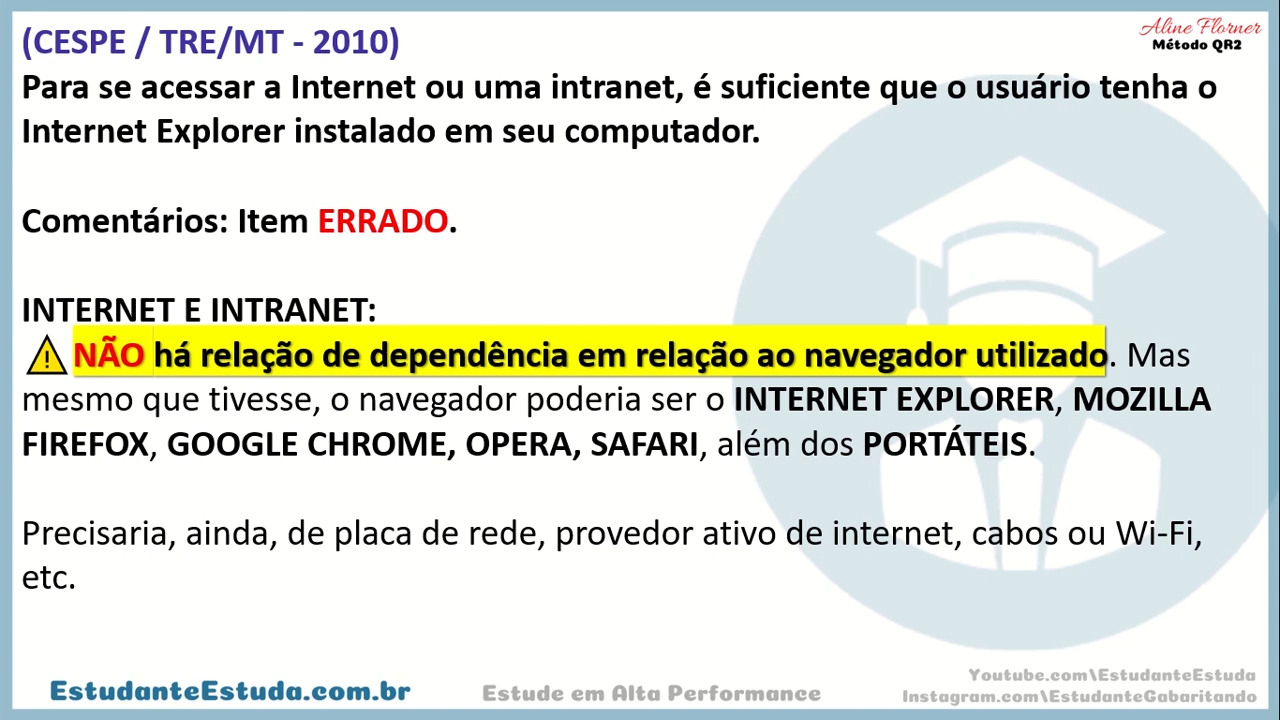 Aline Florner
Método QR2
(CESPE / TRE/MT - 2010)
Para se acessar a Internet ou uma intranet, é suficiente que o usuário tenha o
Internet Explorer instalado em seu computador.
Comentários: Item ERRADO.
INTERNET E INTRANET:
NÃO há relação de dependência em relação ao navegador utilizado. Mas
mesmo que tivesse, o navegador poderia ser o INTERNET EXPLORER, MOZILLA
FIREFOX, GOOGLE CHROME, OPERA, SAFARI, além dos PORTÁTEIS.
Precisaria, ainda, de placa de rede, provedor ativo de internet, cabos ou Wi-Fi,
etc.
EstudanteEstuda.com.br
Estude em Alta Performance
Youtube.com\EstudanteEstuda
Instagram.com\EstudanteGabaritando